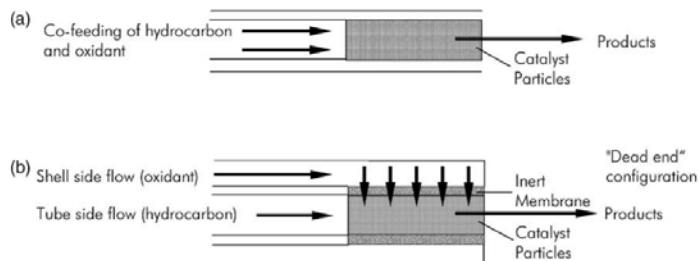 (a)
Co-feeding of hydrocarbon
and oxidant
Products
Catalyst
Particles
(b)
"Dead end"
configuration
Shell side flow (oxidant)
Inert
Membrane
Tube side flow (hydrocarbon)
Products
Catalyst
Particles